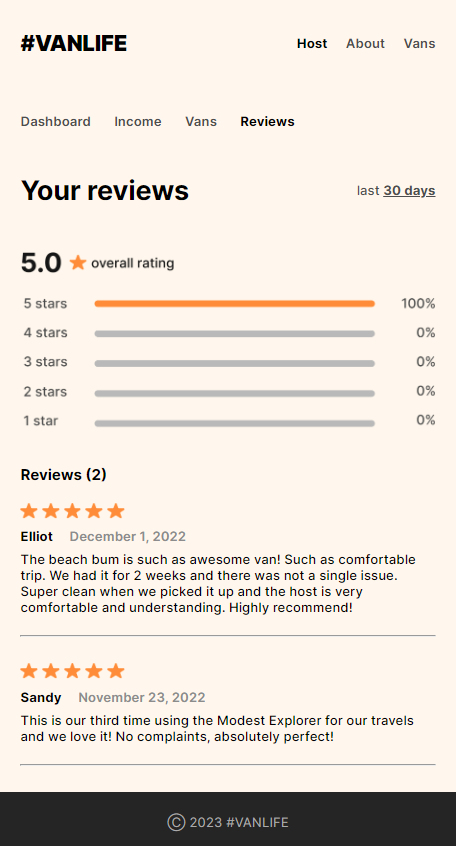 #VANLIFE
Host About Vans
Dashboard Income Vans Reviews
Your reviews
last 30 days
5.0 overall rating
5 stars 100%
4 stars 0%
3 stars 0%
2 stars 0%
1 star 0%
Reviews (2)
Elliot December 1, 2022
The beach bum is such as awesome van! Such as comfortable
trip. We had it for 2 weeks and there was not a single issue.
Super clean when we picked it up and the host is very
comfortable and understanding. Highly recommend!
Sandy November 23, 2022
This is our third time using the Modest Explorer for our travels
and we love it! No complaints, absolutely perfect!
© 2023 #VANLIFE